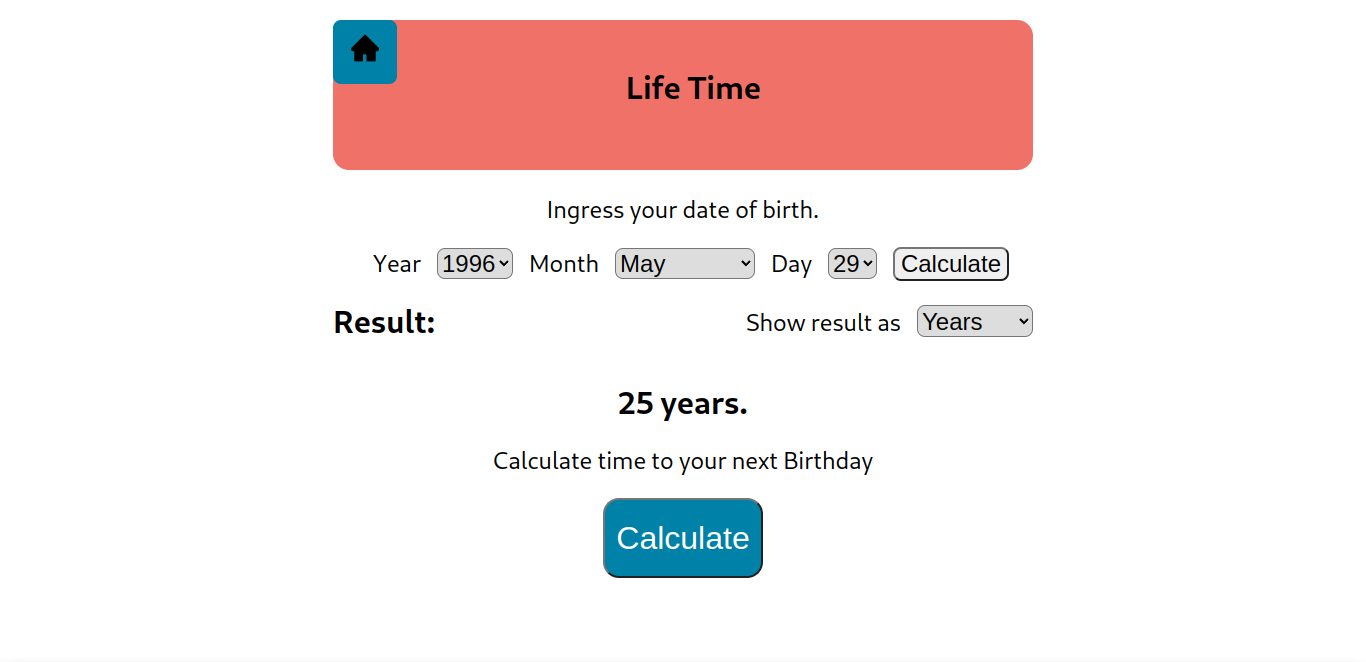 Life Time
Ingress your date of birth.
Year 1996 Month May Day 29 Calculate
Result: Show result as Years
25 years.
Calculate time to your next Birthday
Calculate